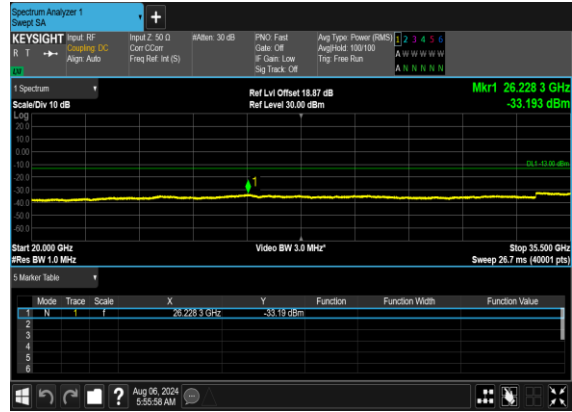 Spectrum Analyzer 1
Swept SA
+
KEYSIGHT Input: RF Input Z: 50 Ω #Atten: 30 dB PNO: Fast Avg Type: Power (RMS) 1 2 3 4 5 6
R T Coupling: DC Corr CCorr Gate: Off Avg|Hold: 100/100 A W W W W W
Align: Auto Freq Ref: Int (S) IF Gain: Low Trig: Free Run
Sig Track: Off A N N N N N
1 Spectrum Ref Lvl Offset 18.87 dB Mkr1 26.228 3 GHz
Scale/Div 10 dB Ref Level 30.00 dBm -33.193 dBm
Log
20.0
10.0
0.00
-10.0 DL1 -13.00 dBm
-20.0
-30.0 1
-40.0
-50.0
-60.0
Start 20.000 GHz Video BW 3.0 MHz* Stop 35.500 GHz
#Res BW 1.0 MHz Sweep 26.7 ms (40001 pts)
5 Marker Table
Mode Trace Scale X Y Function Function Width Function Value
1 N 1 f 26.228 3 GHz -33.19 dBm
2
3
4
5
6
? Aug 06, 2024
5:55:58 AM